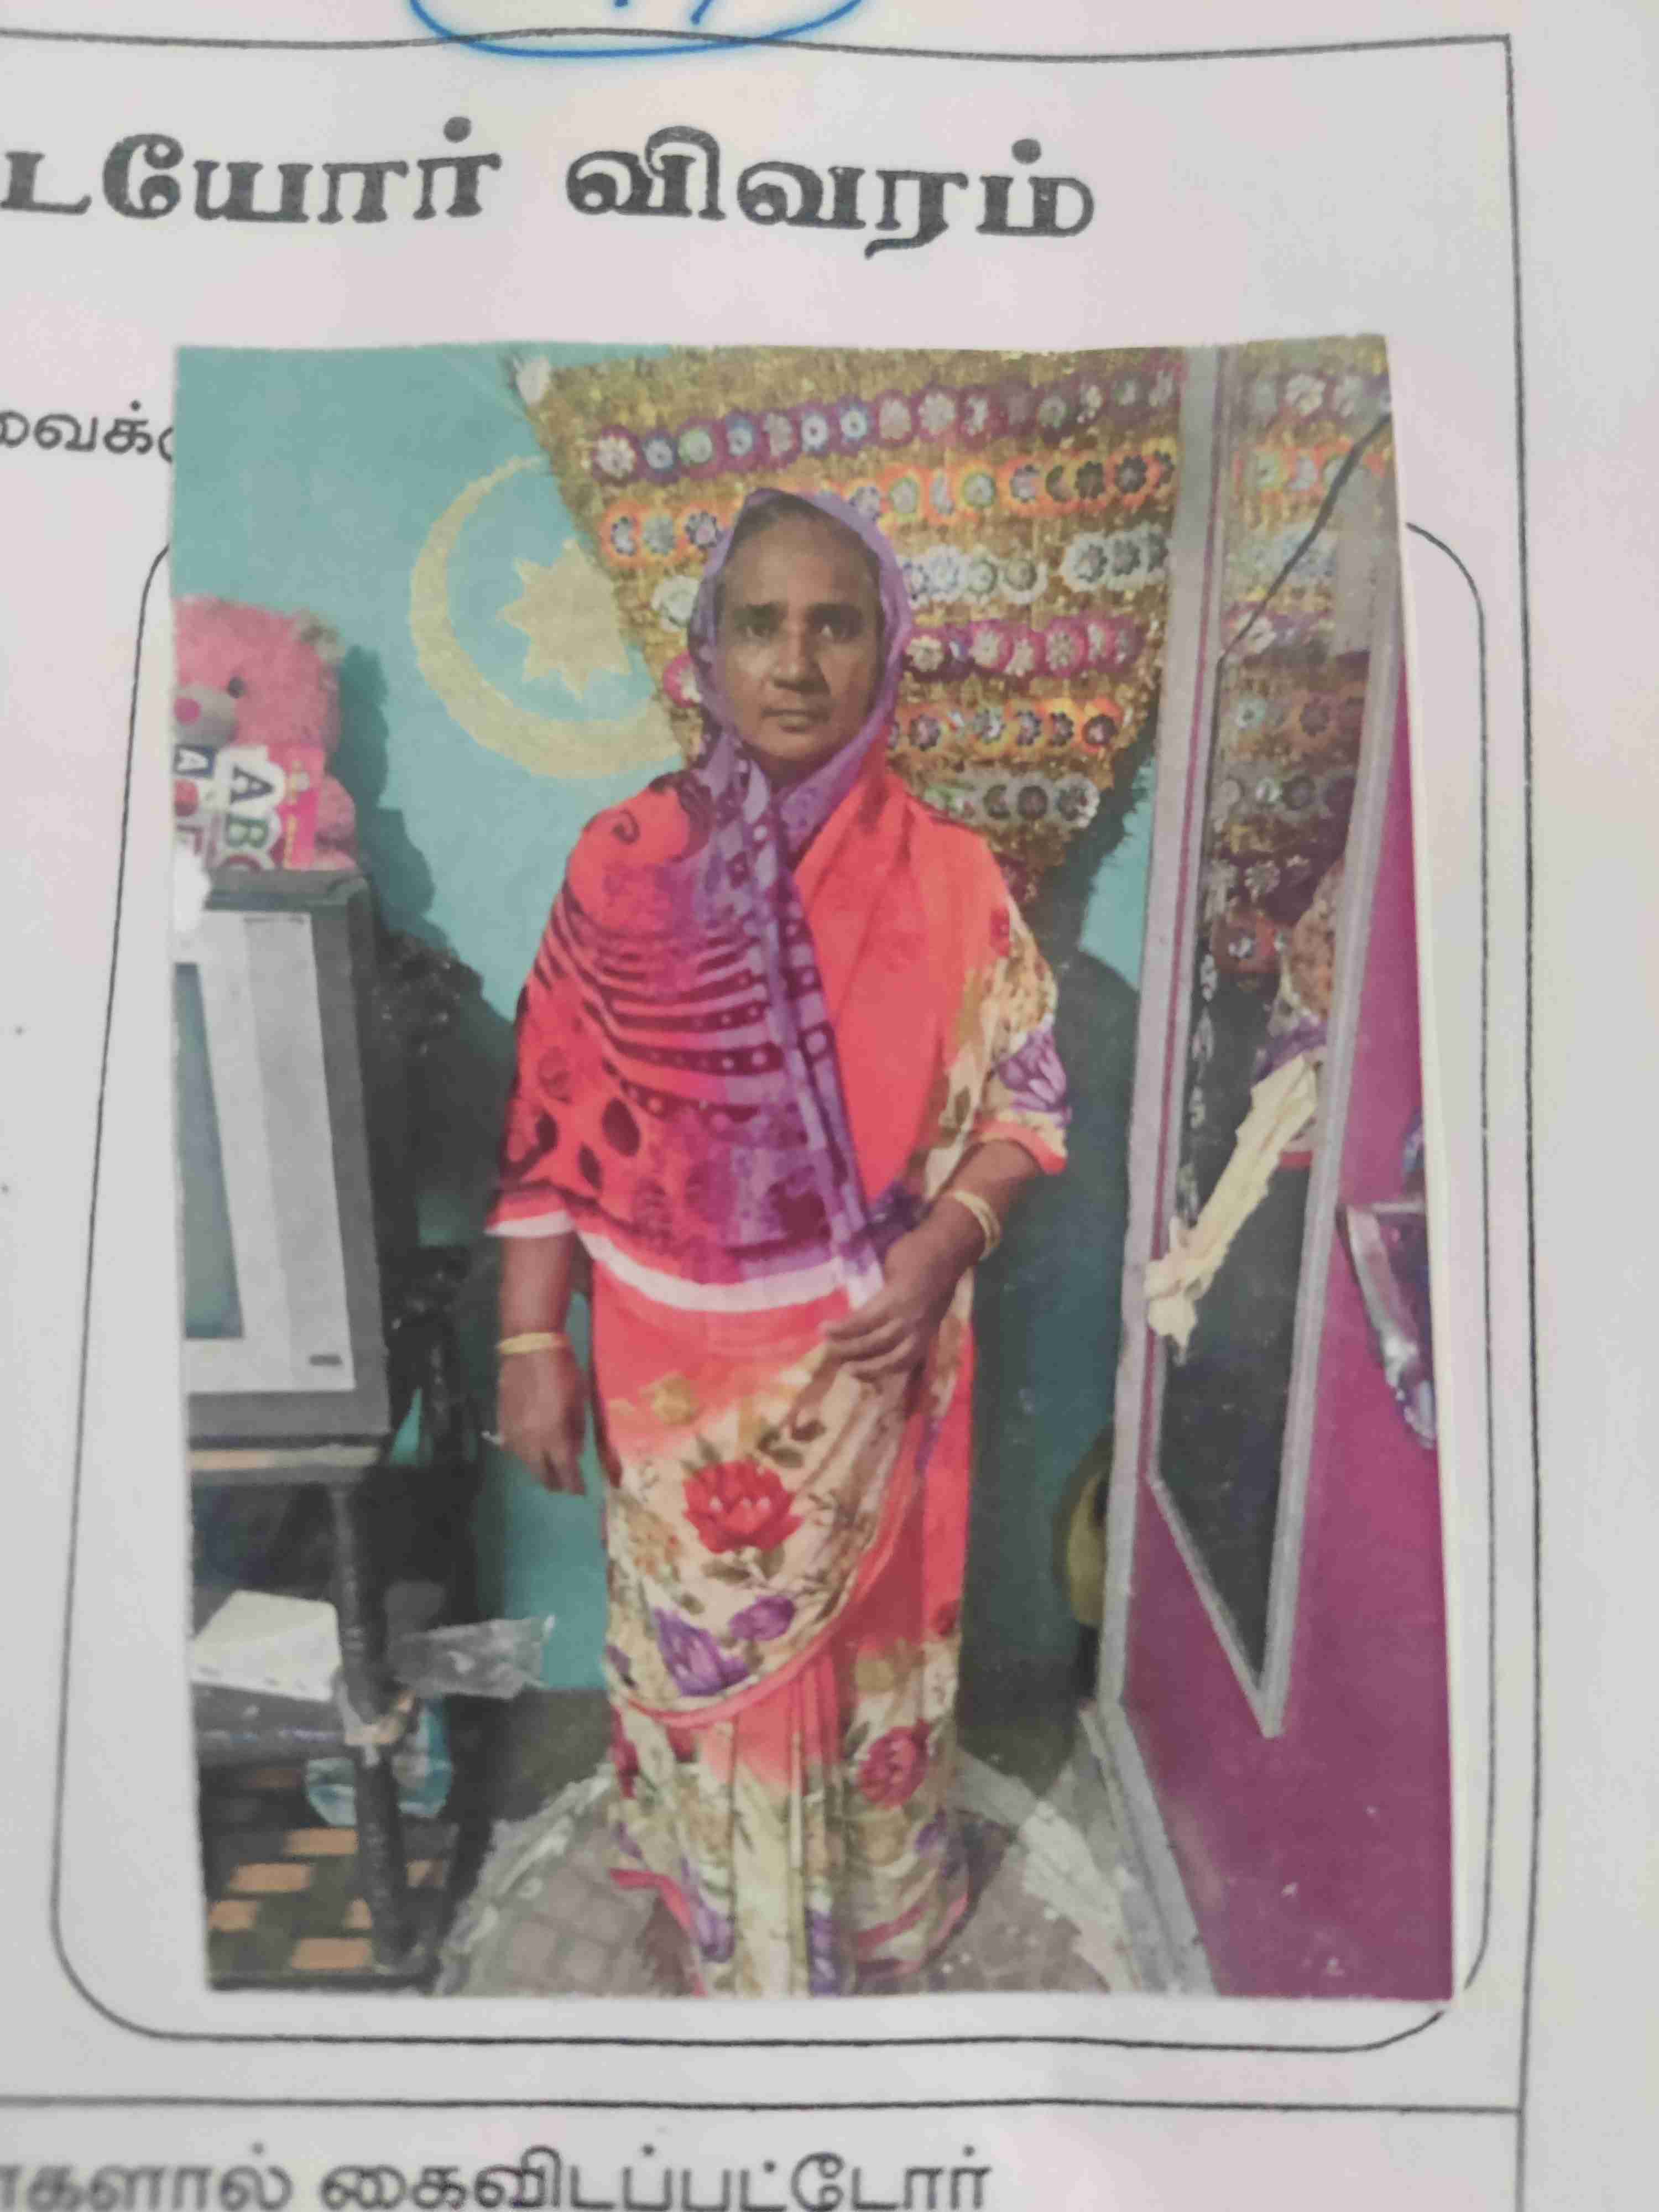 டயோர் விவரம்
வைக்
A
ABC
களால் கைவிடப்பட்டோர்